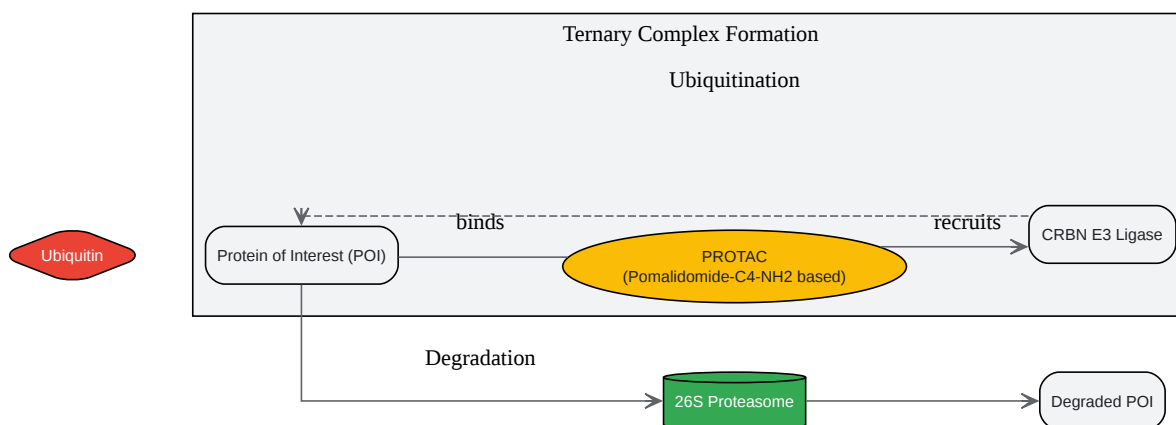 Ternary Complex Formation
Ubiquitination
binds
recruits
CRBN E3 Ligase
Ubiquitin
Protein of Interest (POI)
PROTAC
(Pomalidomide-C4-NH2 based)
Degradation
26S Proteasome
Degraded POI